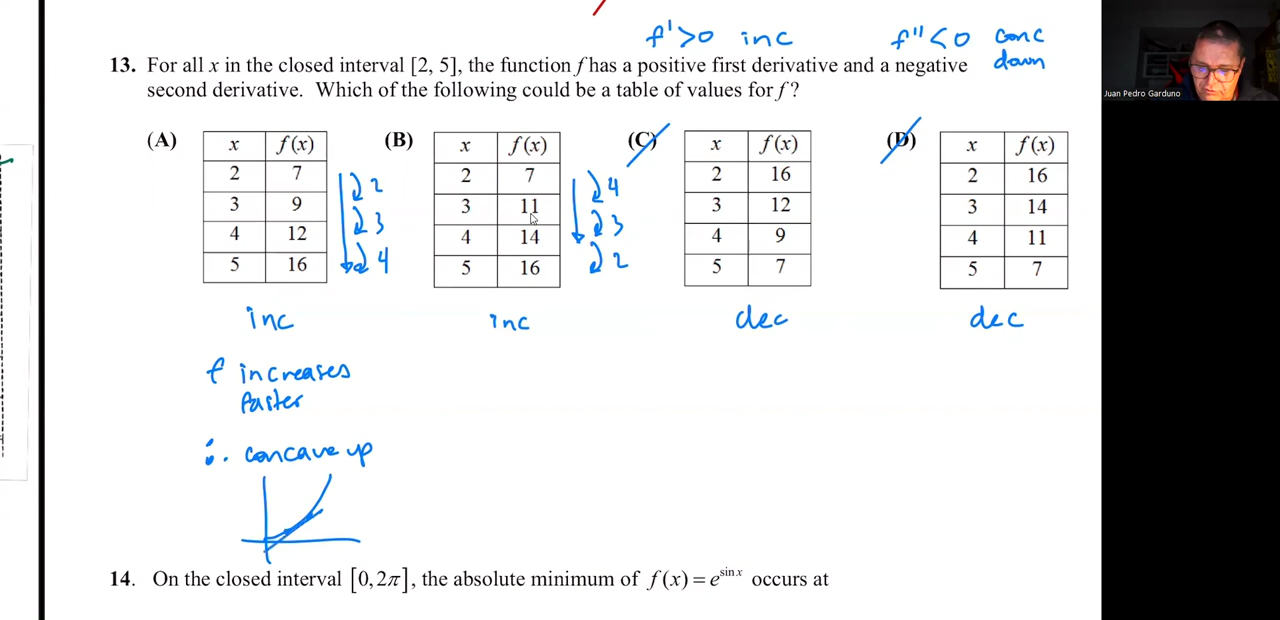 f'>0 inc
f''<0 conc
down
Juan Pedro Garduno
13. For all x in the closed interval [2, 5], the function f has a positive first derivative and a negative
second derivative. Which of the following could be a table of values for f ?
(A) (B) (C) (D)
x f(x)
2 7
3 9
4 12
5 16
2
3
4
inc
x f(x)
2 7
3 11
4 14
5 16
4
3
2
inc
x f(x)
2 16
3 12
4 9
5 7
dec
x f(x)
2 16
3 14
4 11
5 7
dec
f increases
faster
∴ concave up
14. On the closed interval [0, 2π], the absolute minimum of f(x) = e^{sin x} occurs at